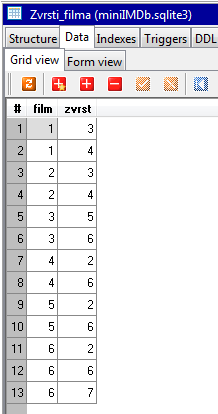 Zvrsti_filma (miniIMDb.sqlite3)
Structure Data Indexes Triggers DDL
Grid view Form view
# film zvrst
1 1 3
2 1 4
3 2 3
4 2 4
5 3 5
6 3 6
7 4 2
8 4 6
9 5 2
10 5 6
11 6 2
12 6 6
13 6 7